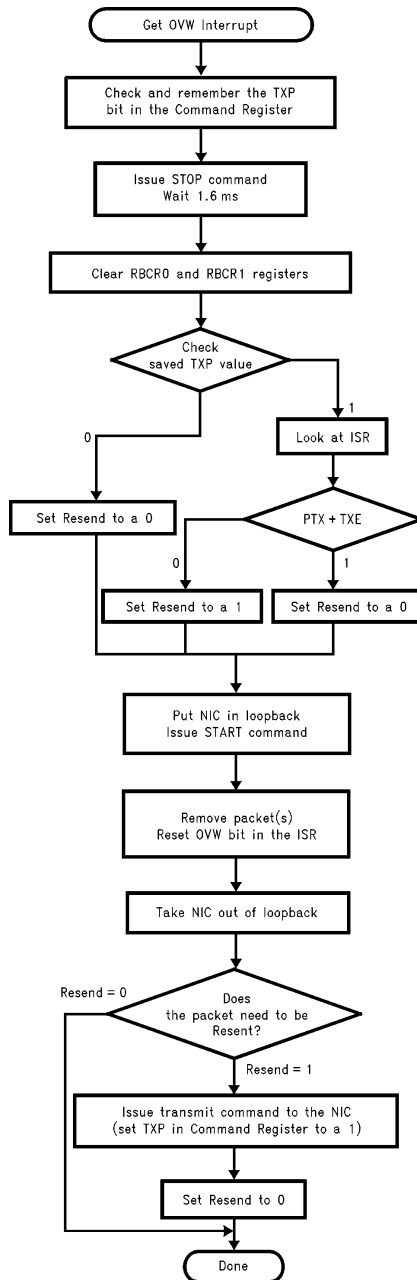 Get OVW Interrupt
Check and remember the TXP
bit in the Command Register
Issue STOP command
Wait 1.6 ms
Clear RBCR0 and RBCR1 registers
Check
saved TXP value
0
1
Look at ISR
Set Resend to a 0
PTX + TXE
0
1
Set Resend to a 1
Set Resend to a 0
Put NIC in loopback
Issue START command
Remove packet(s)
Reset OVW bit in the ISR
Take NIC out of loopback
Resend = 0
Does
the packet need to be
Resent?
Resend = 1
Issue transmit command to the NIC
(set TXP in Command Register to a 1)
Set Resend to 0
Done